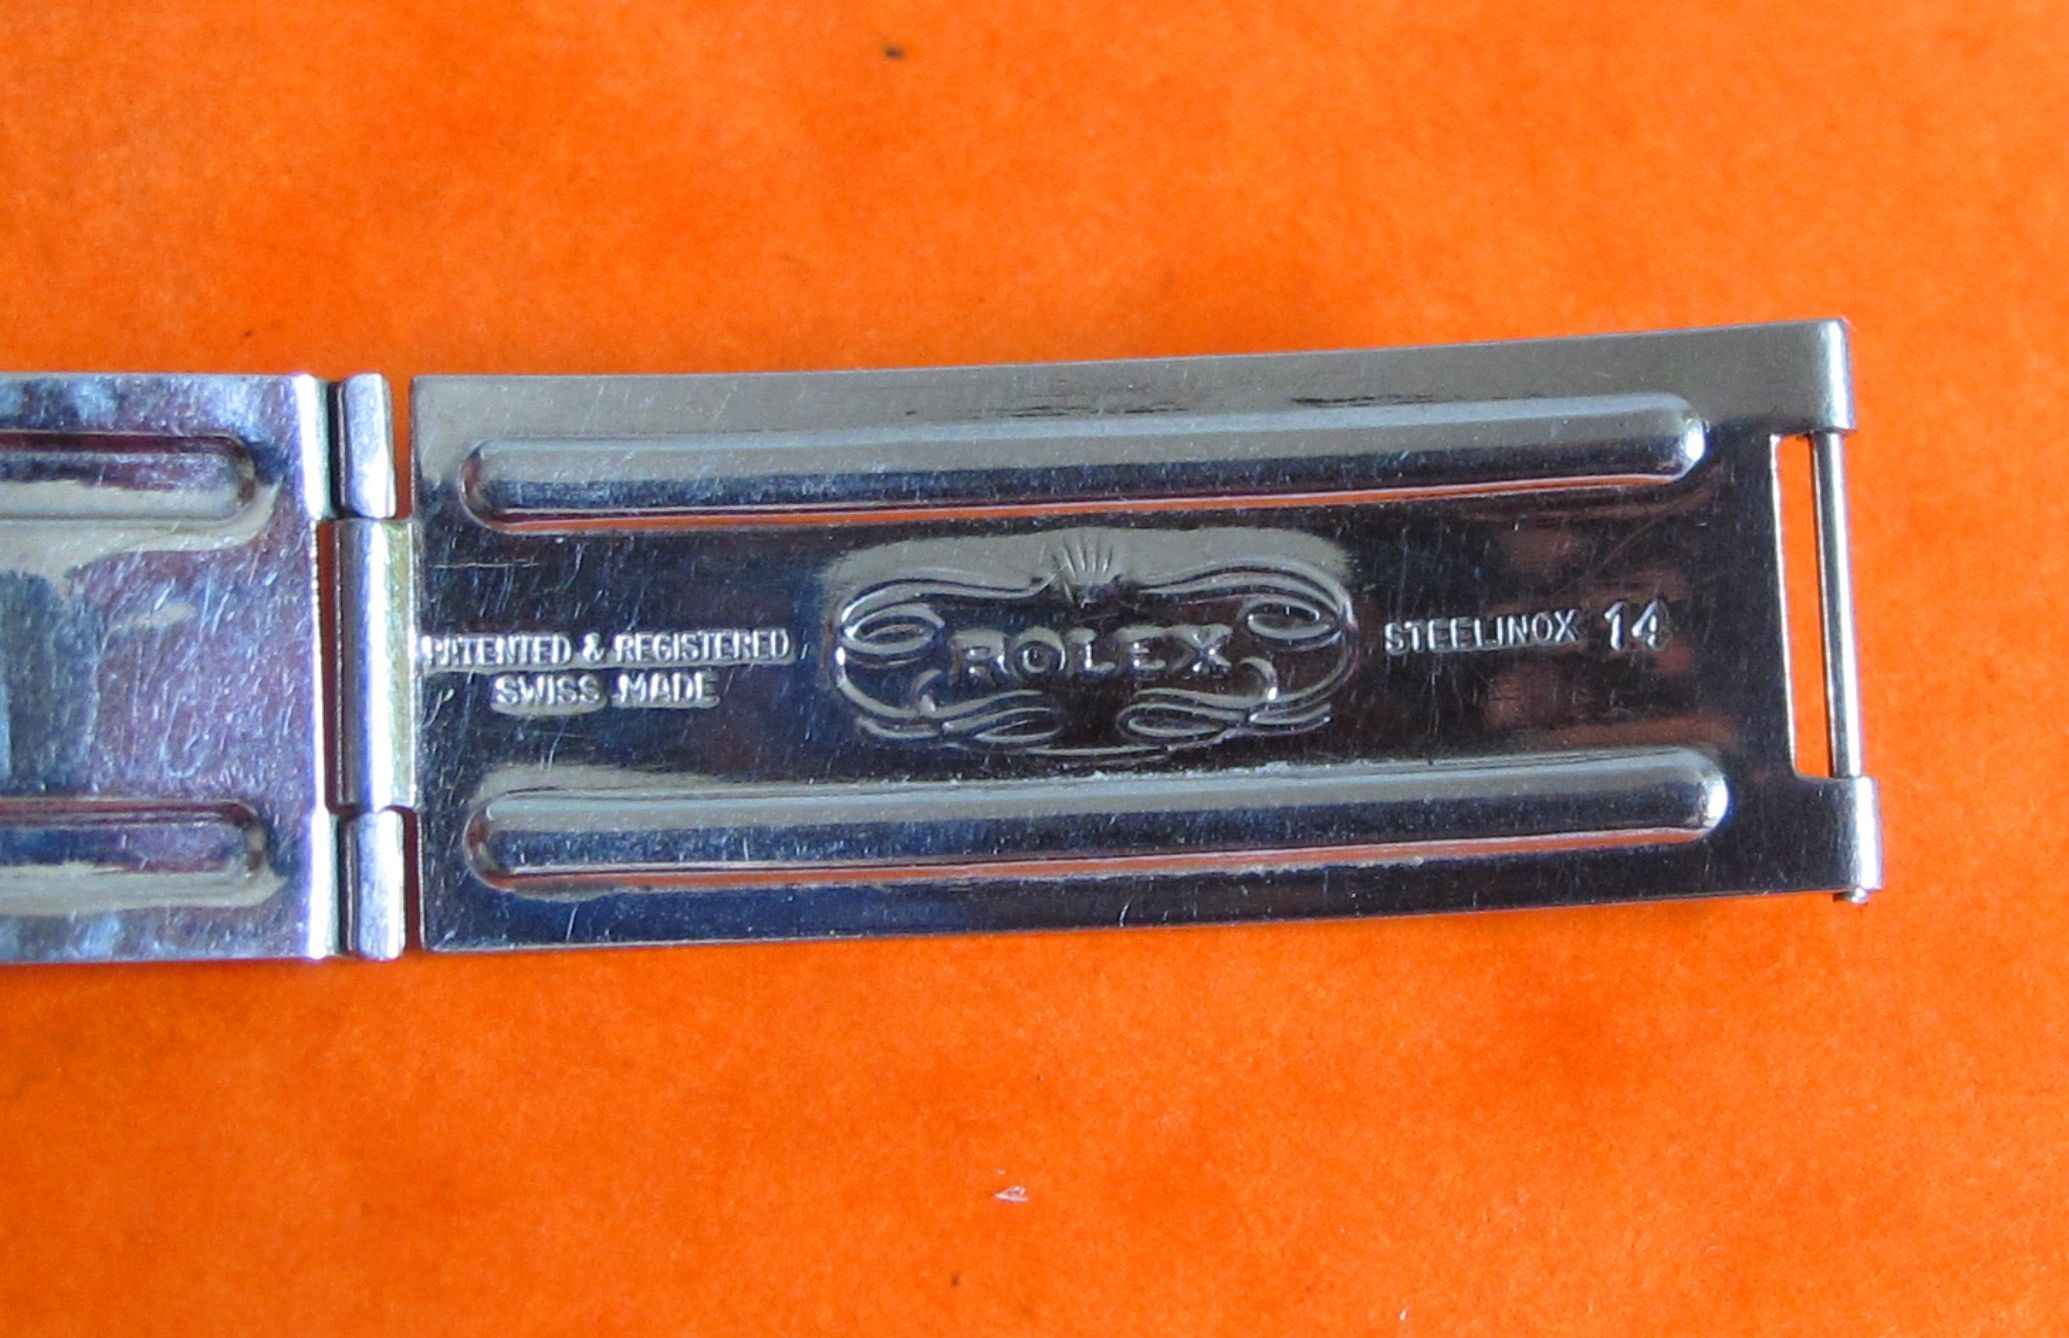 PATENTED & REGISTERED
SWISS MADE
ROLEX
STEELINOX 14